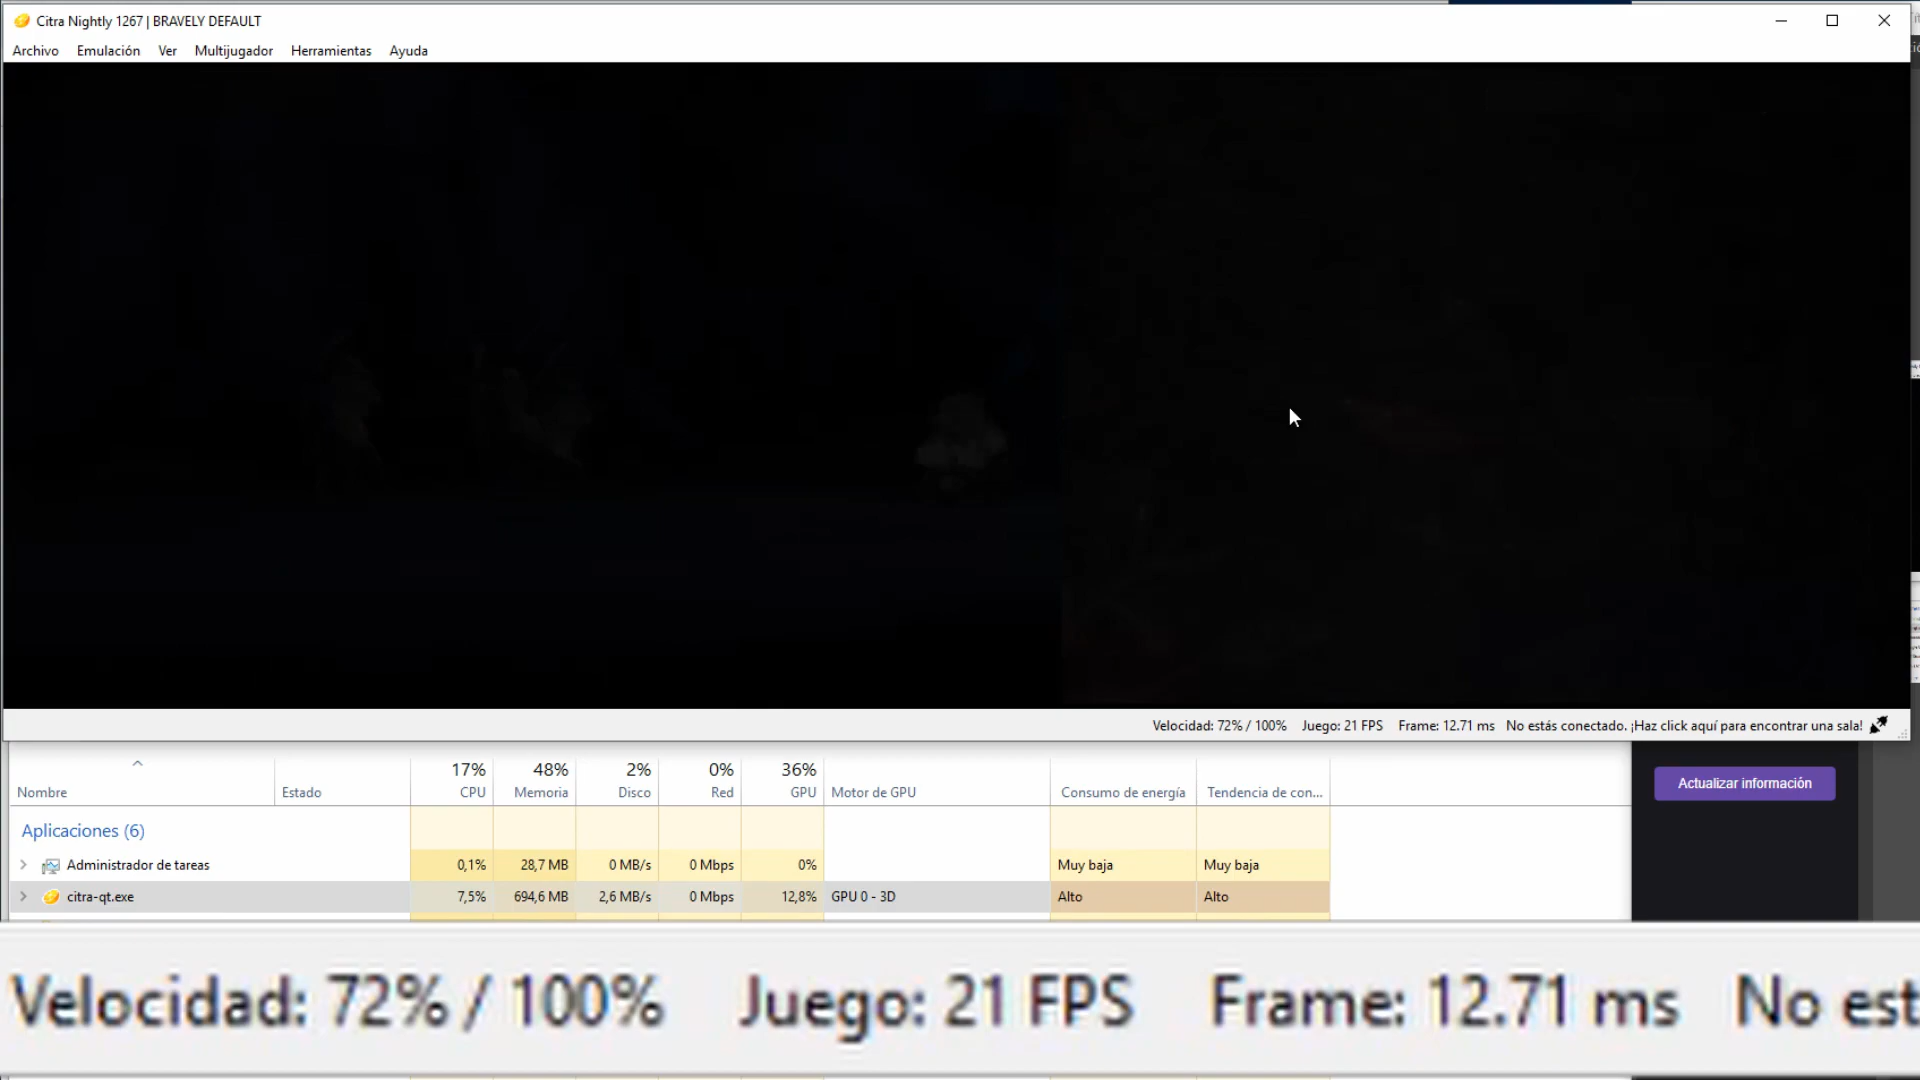 Citra Nightly 1267 | BRAVELY DEFAULT
Archivo Emulación Ver Multijugador Herramientas Ayuda
Velocidad: 72% / 100% Juego: 21 FPS Frame: 12.71 ms No estás conectado. ¡Haz click aquí para encontrar una sala!
17% 48% 2% 0% 36%
Nombre Estado CPU Memoria Disco Red GPU Motor de GPU Consumo de energía Tendencia de con...
Actualizar información
Aplicaciones (6)
Administrador de tareas 0,1% 28,7 MB 0 MB/s 0 Mbps 0% Muy baja Muy baja
citra-qt.exe 7,5% 694,6 MB 2,6 MB/s 0 Mbps 12,8% GPU 0 - 3D Alto Alto
Velocidad: 72% / 100% Juego: 21 FPS Frame: 12.71 ms No est